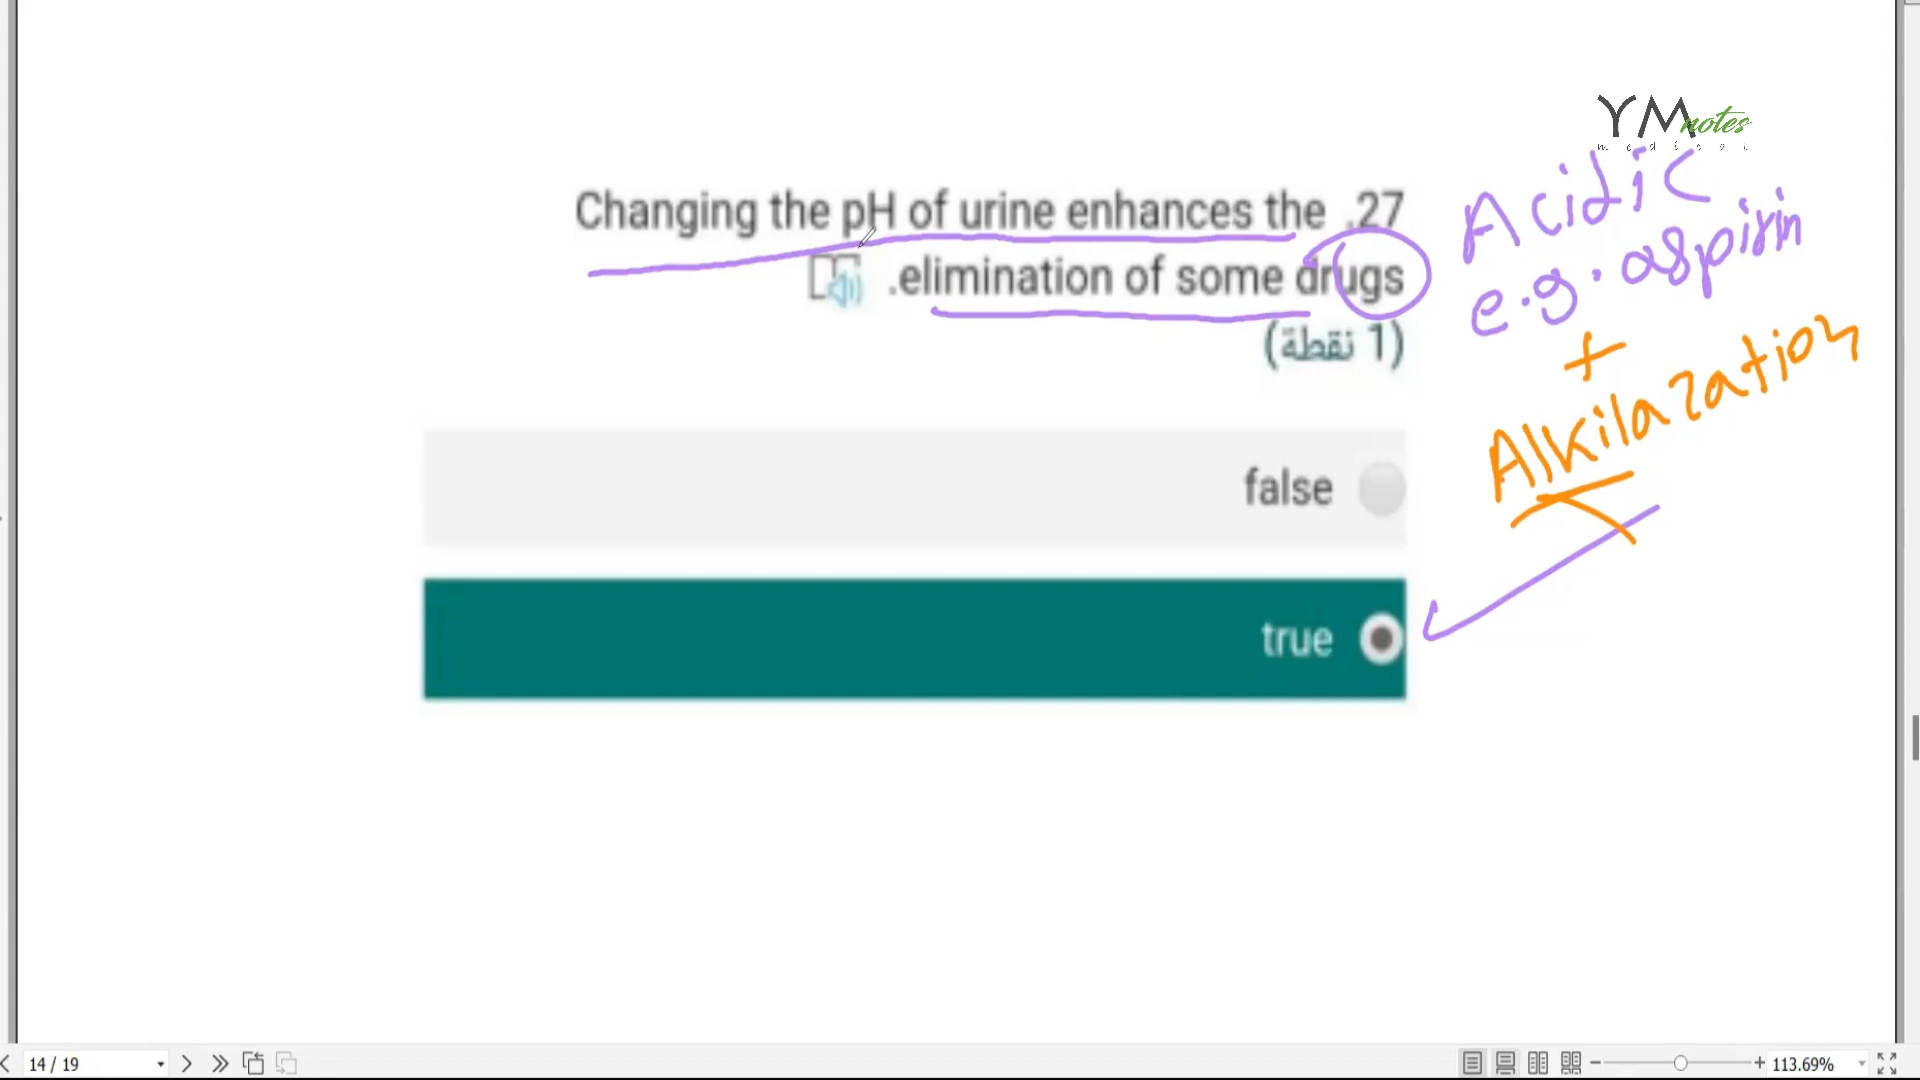 YM notes
medical
Changing the pH of urine enhances the .27
.elimination of some drugs
(1 نقطة)
false
true
Acidic
e.g. aspirin
+
Alkilazation
14 / 19
113.69%